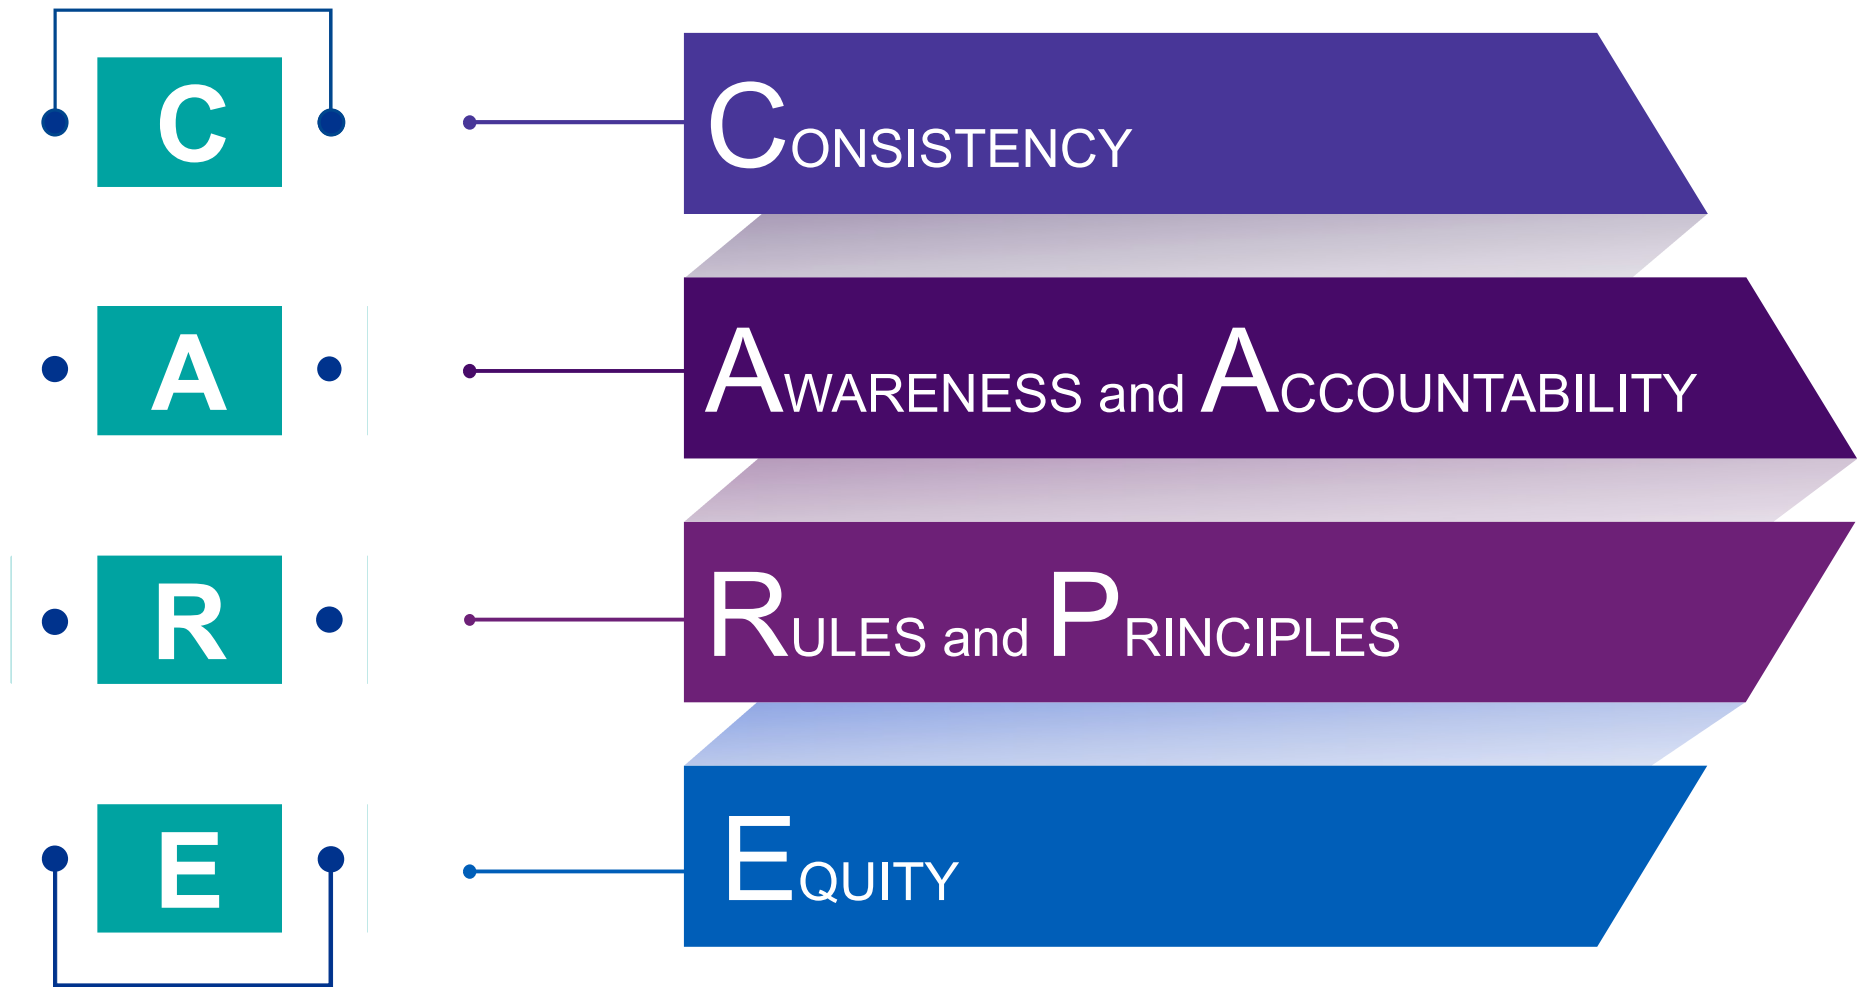 C
CONSISTENCY
A
AWARENESS and ACCOUNTABILITY
R
RULES and PRINCIPLES
E
EQUITY